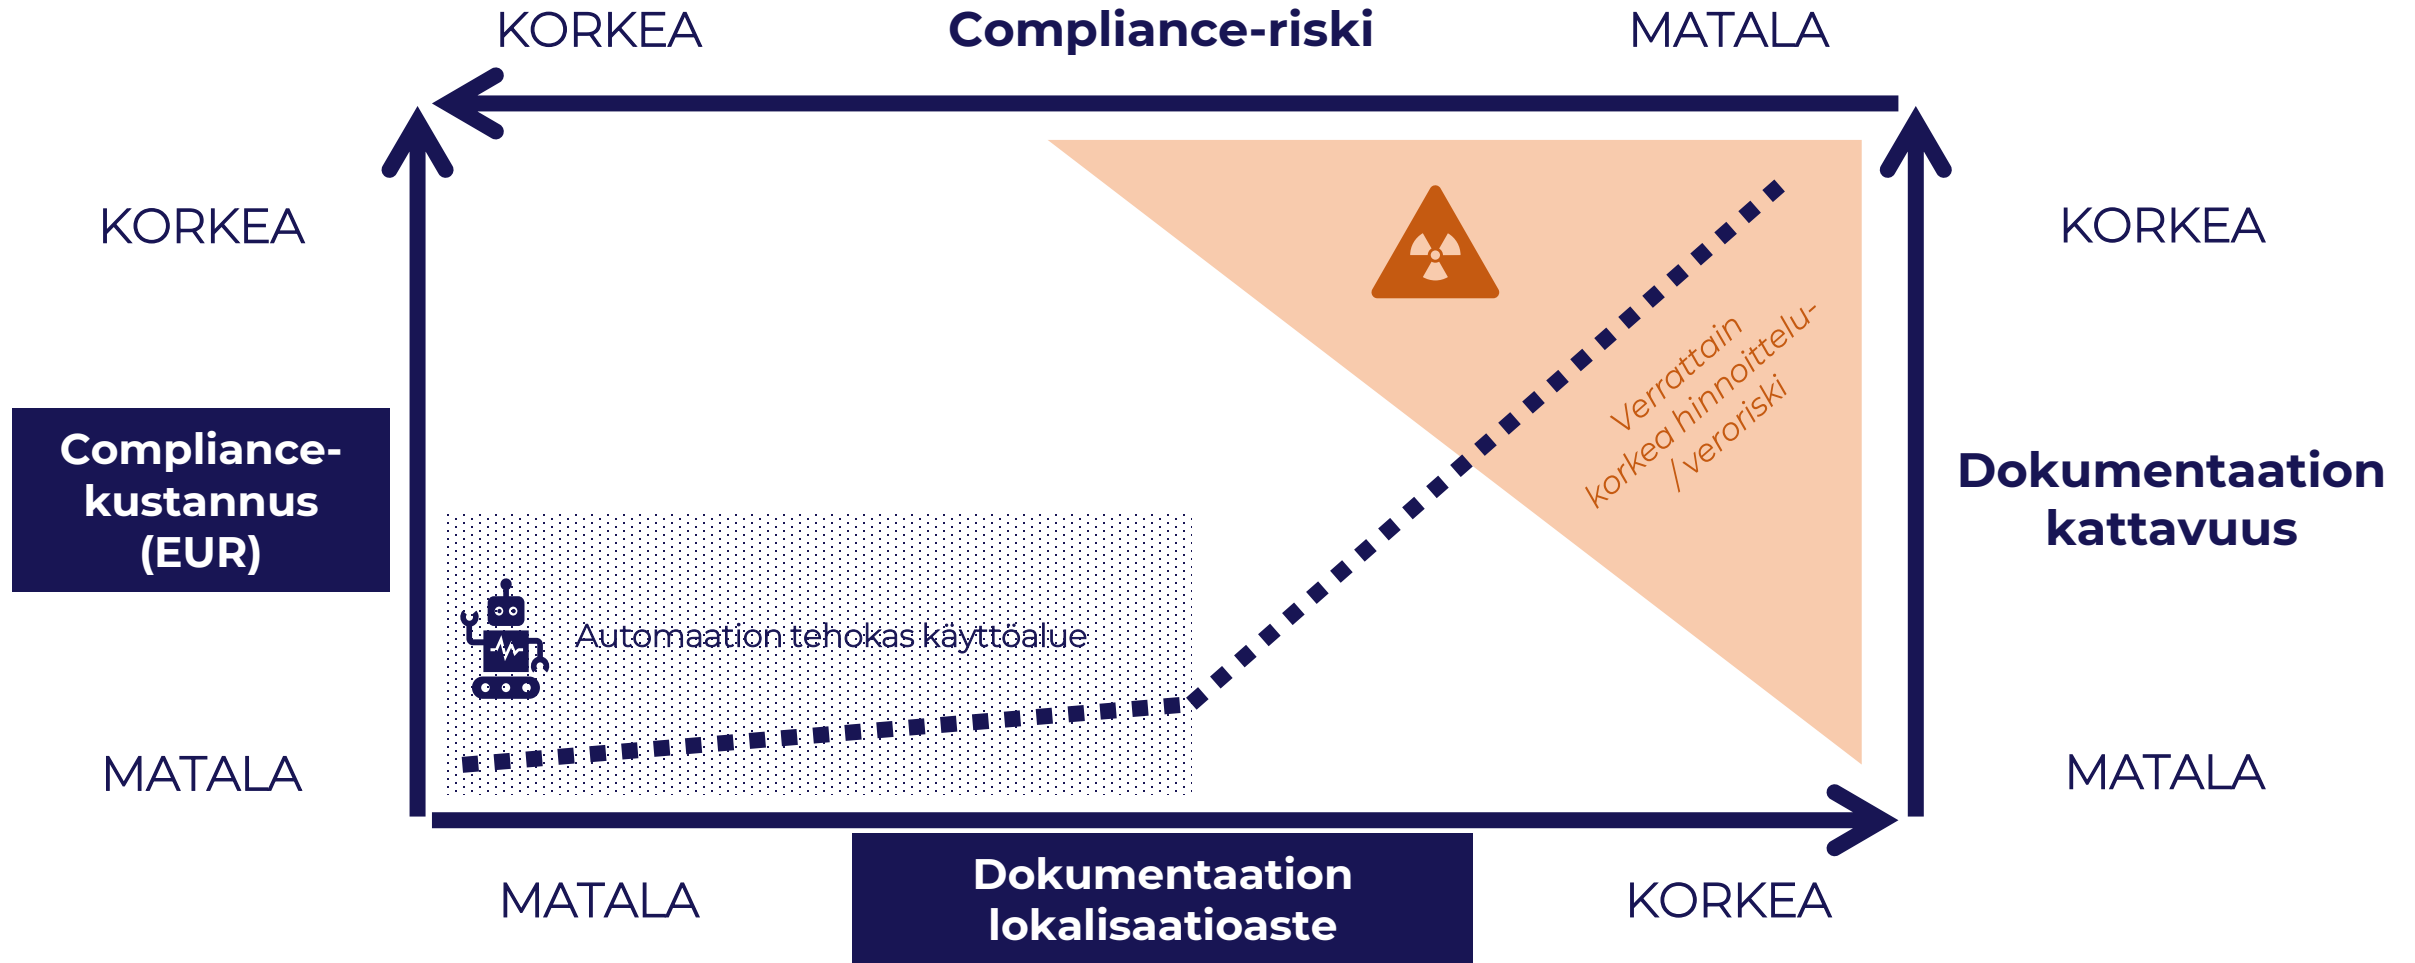 KORKEA
Compliance-riski
MATALA
KORKEA
KORKEA
Verrattain
korkea hinnoittelu-
/ veroriski
Compliance-
kustannus
(EUR)
Dokumentaation
kattavuus
Automaation tehokas käyttöalue
MATALA
MATALA
MATALA
Dokumentaation
lokalisaatioaste
KORKEA